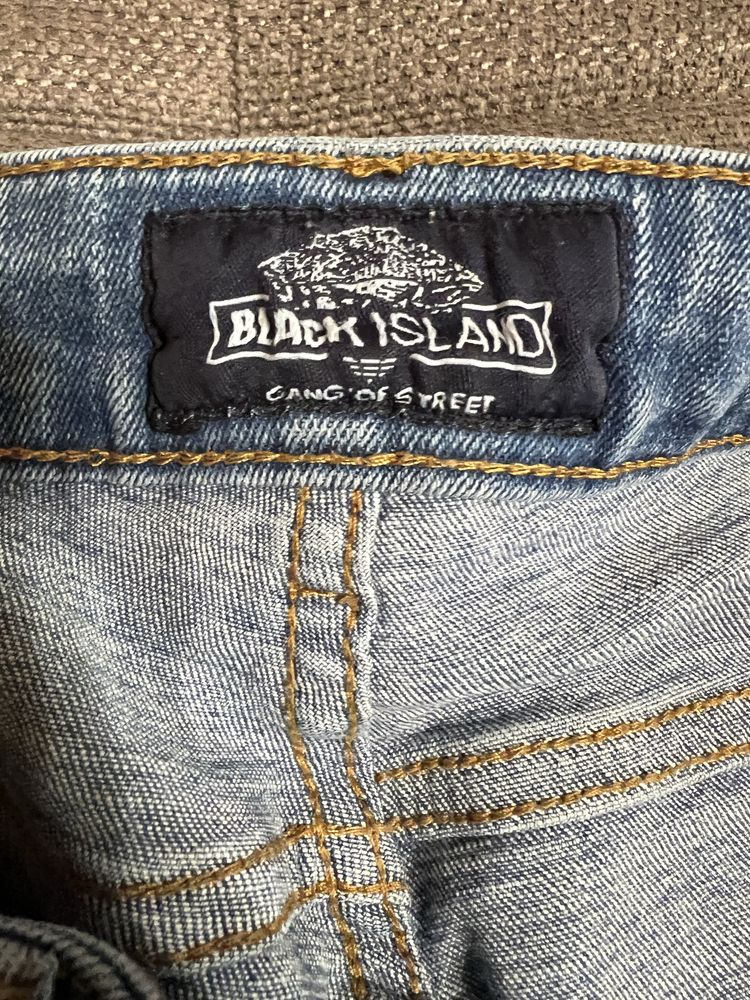 BLACK ISLAND
GANG OF STREET